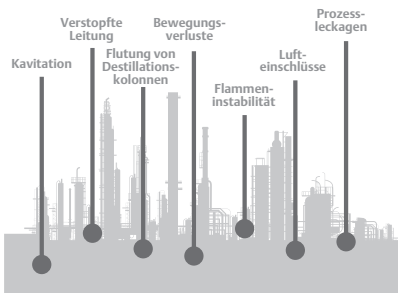 Kavitation
Verstopfte
Leitung
Flutung von
Destillations-
kolonnen
Bewegungs-
verluste
Flammen-
instabilität
Luft-
einschlüsse
Prozess-
leckagen